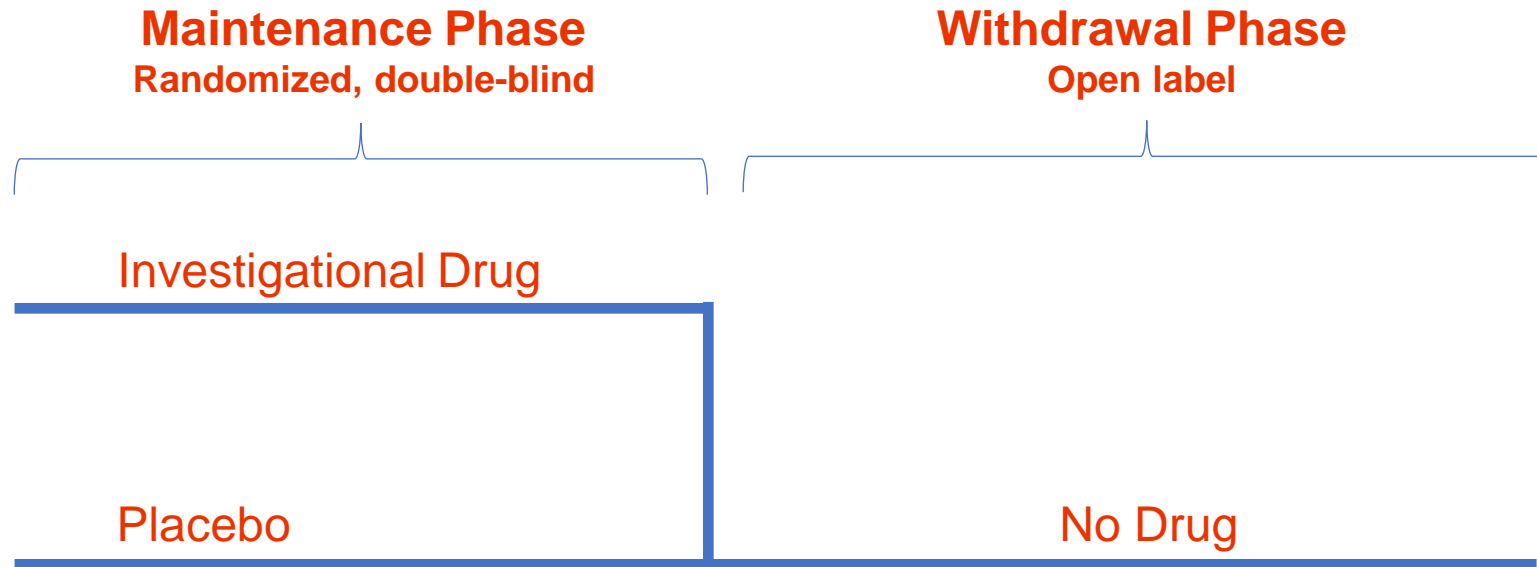 Maintenance Phase
Randomized, double-blind
Withdrawal Phase
Open label
Investigational Drug
Placebo
No Drug